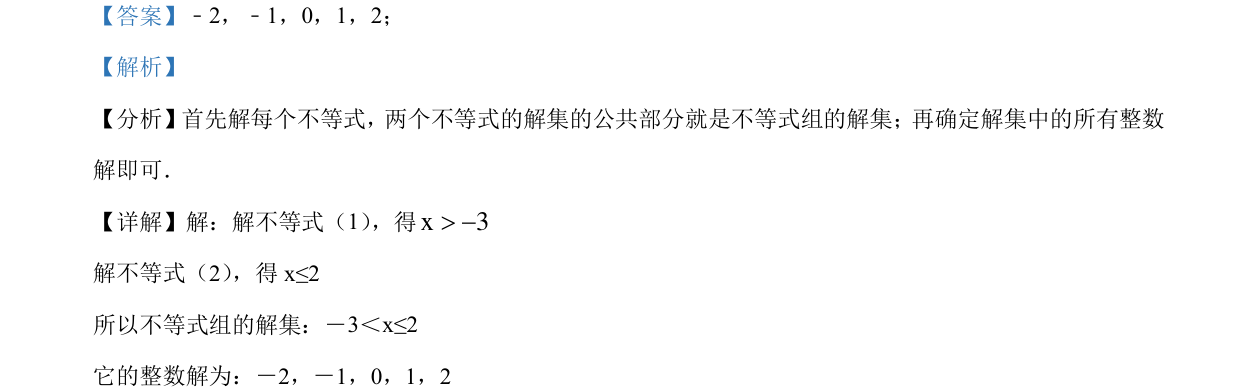 【答案】﹣2，﹣1，0，1，2；
【解析】
【分析】首先解每个不等式，两个不等式的解集的公共部分就是不等式组的解集；再确定解集中的所有整数
解即可．
【详解】解：解不等式（1），得 x > −3
解不等式（2），得 x≤2
所以不等式组的解集：－3＜x≤2
它的整数解为：－2，－1，0，1，2